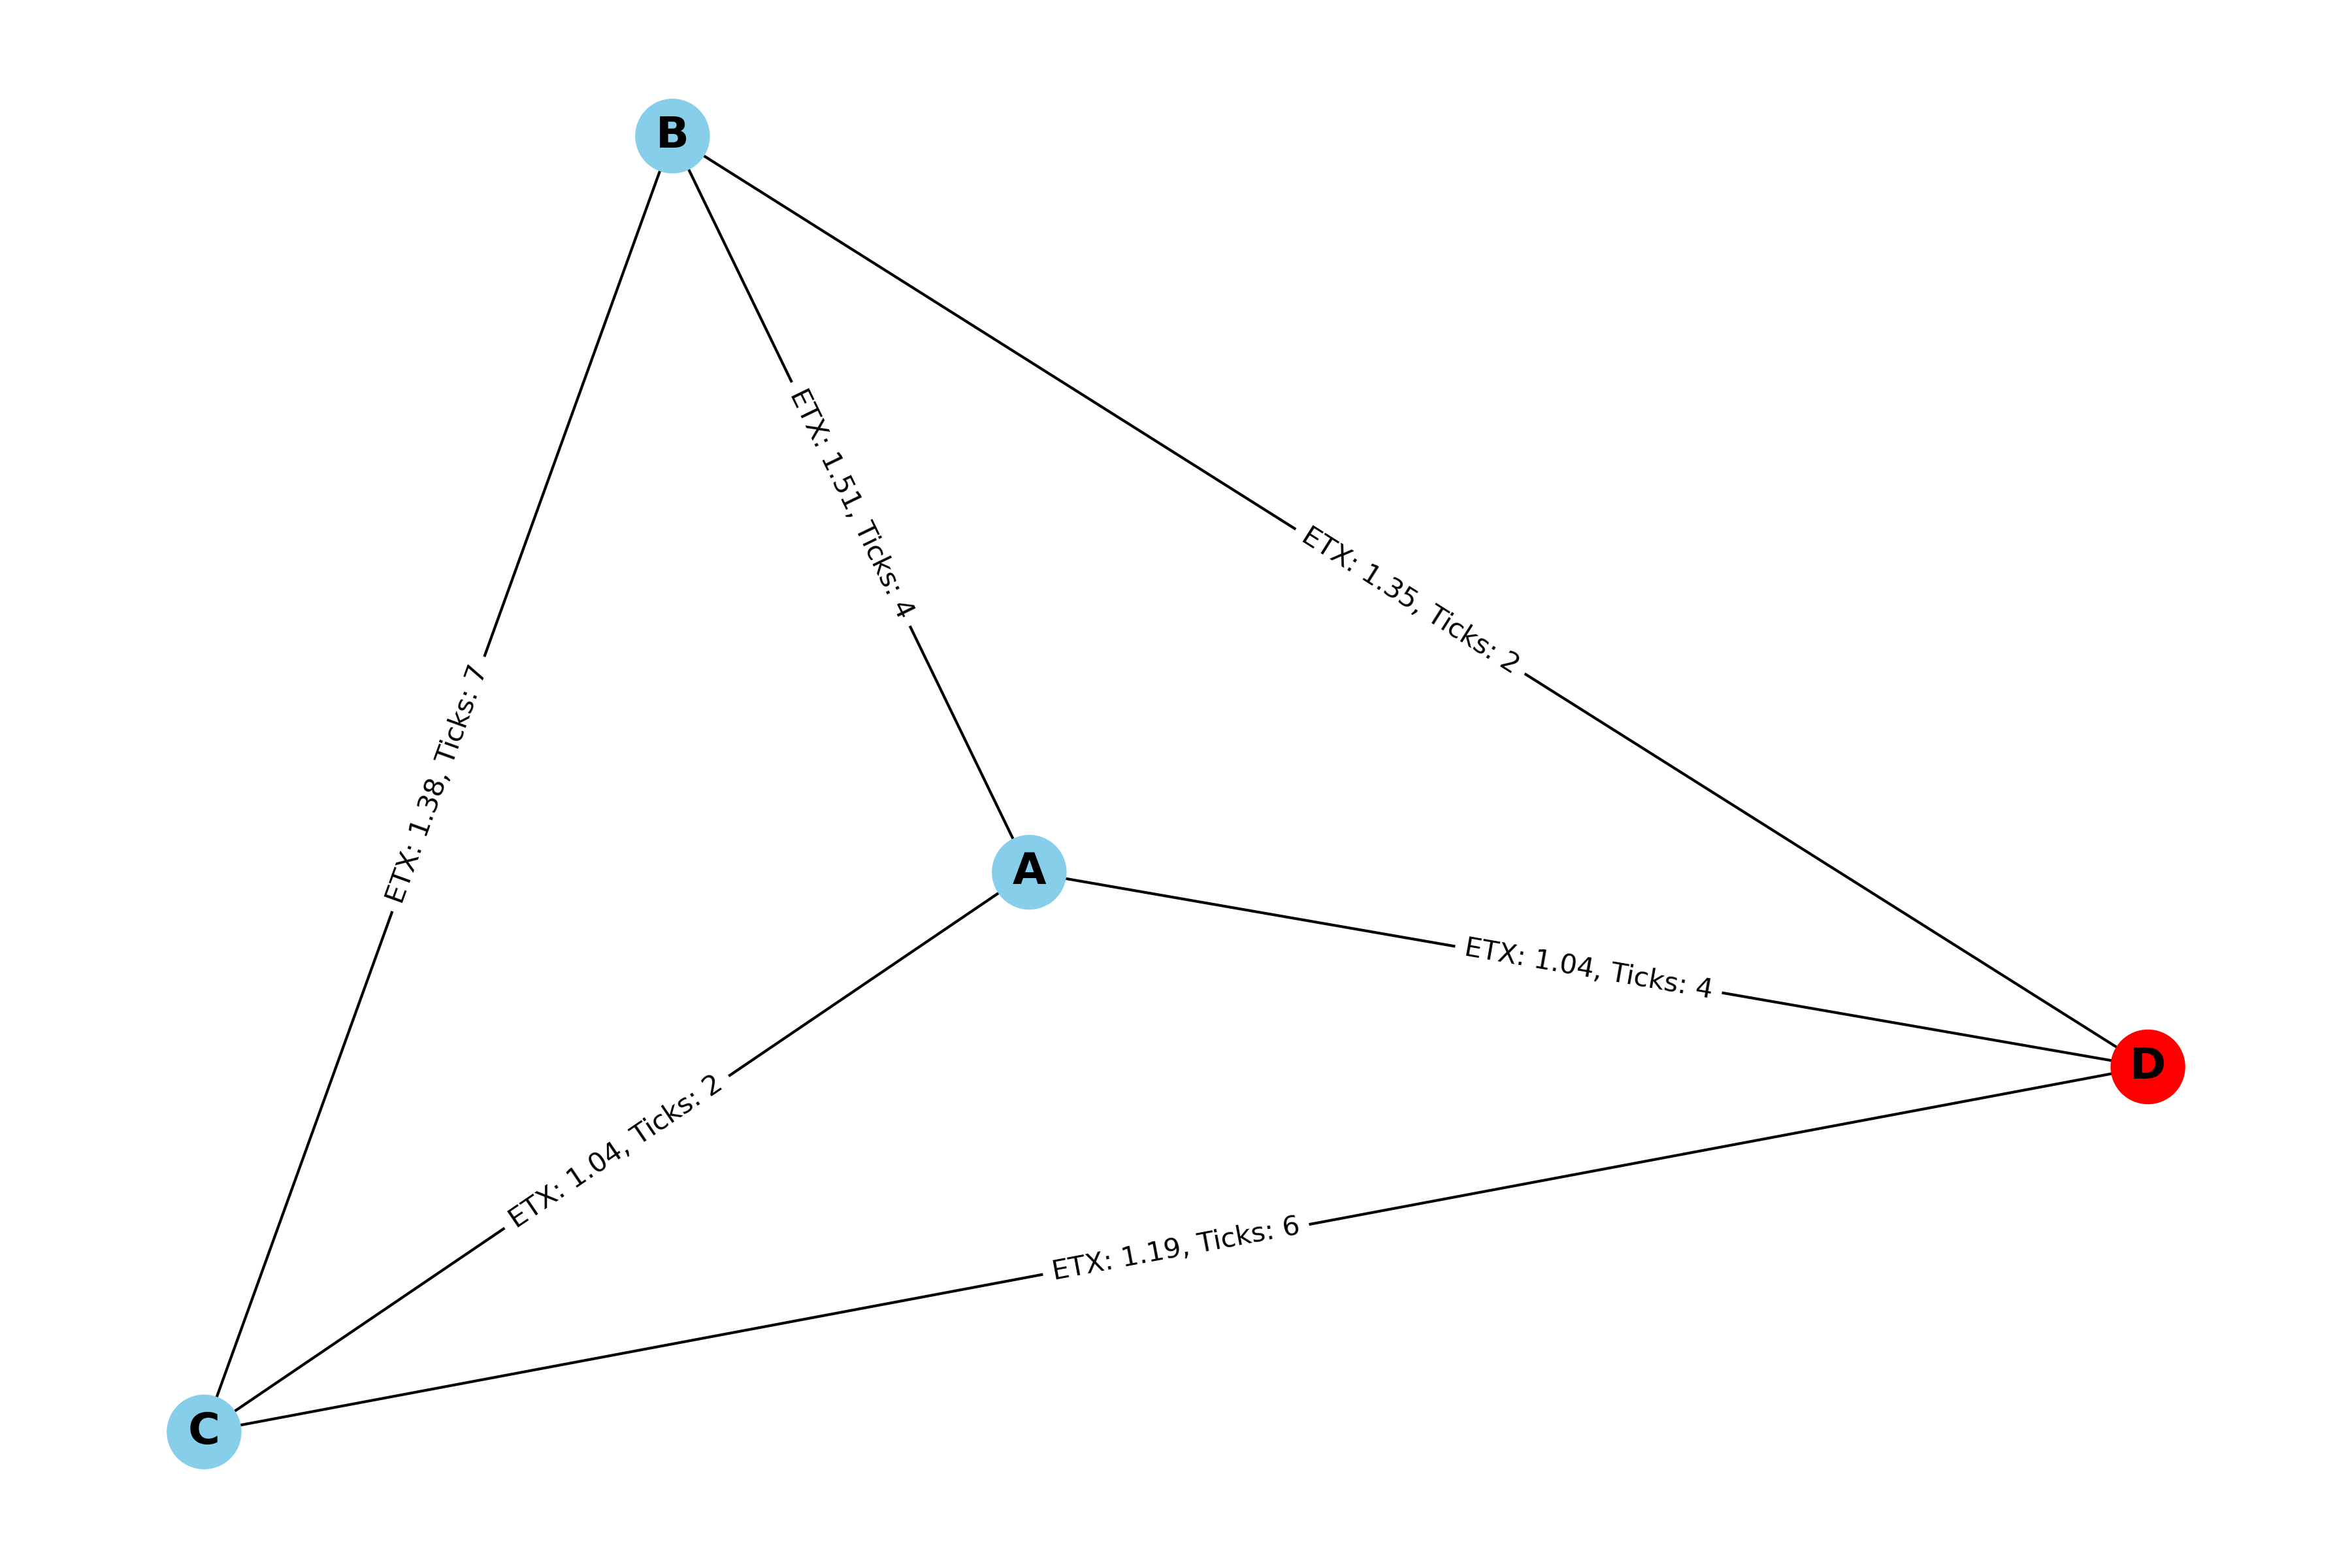 B
ETX: 1.51, Ticks: 4
ETX: 1.35, Ticks: 2
ETX: 1.38, Ticks: 7
A
ETX: 1.04, Ticks: 4
D
ETX: 1.04, Ticks: 2
ETX: 1.19, Ticks: 6
C